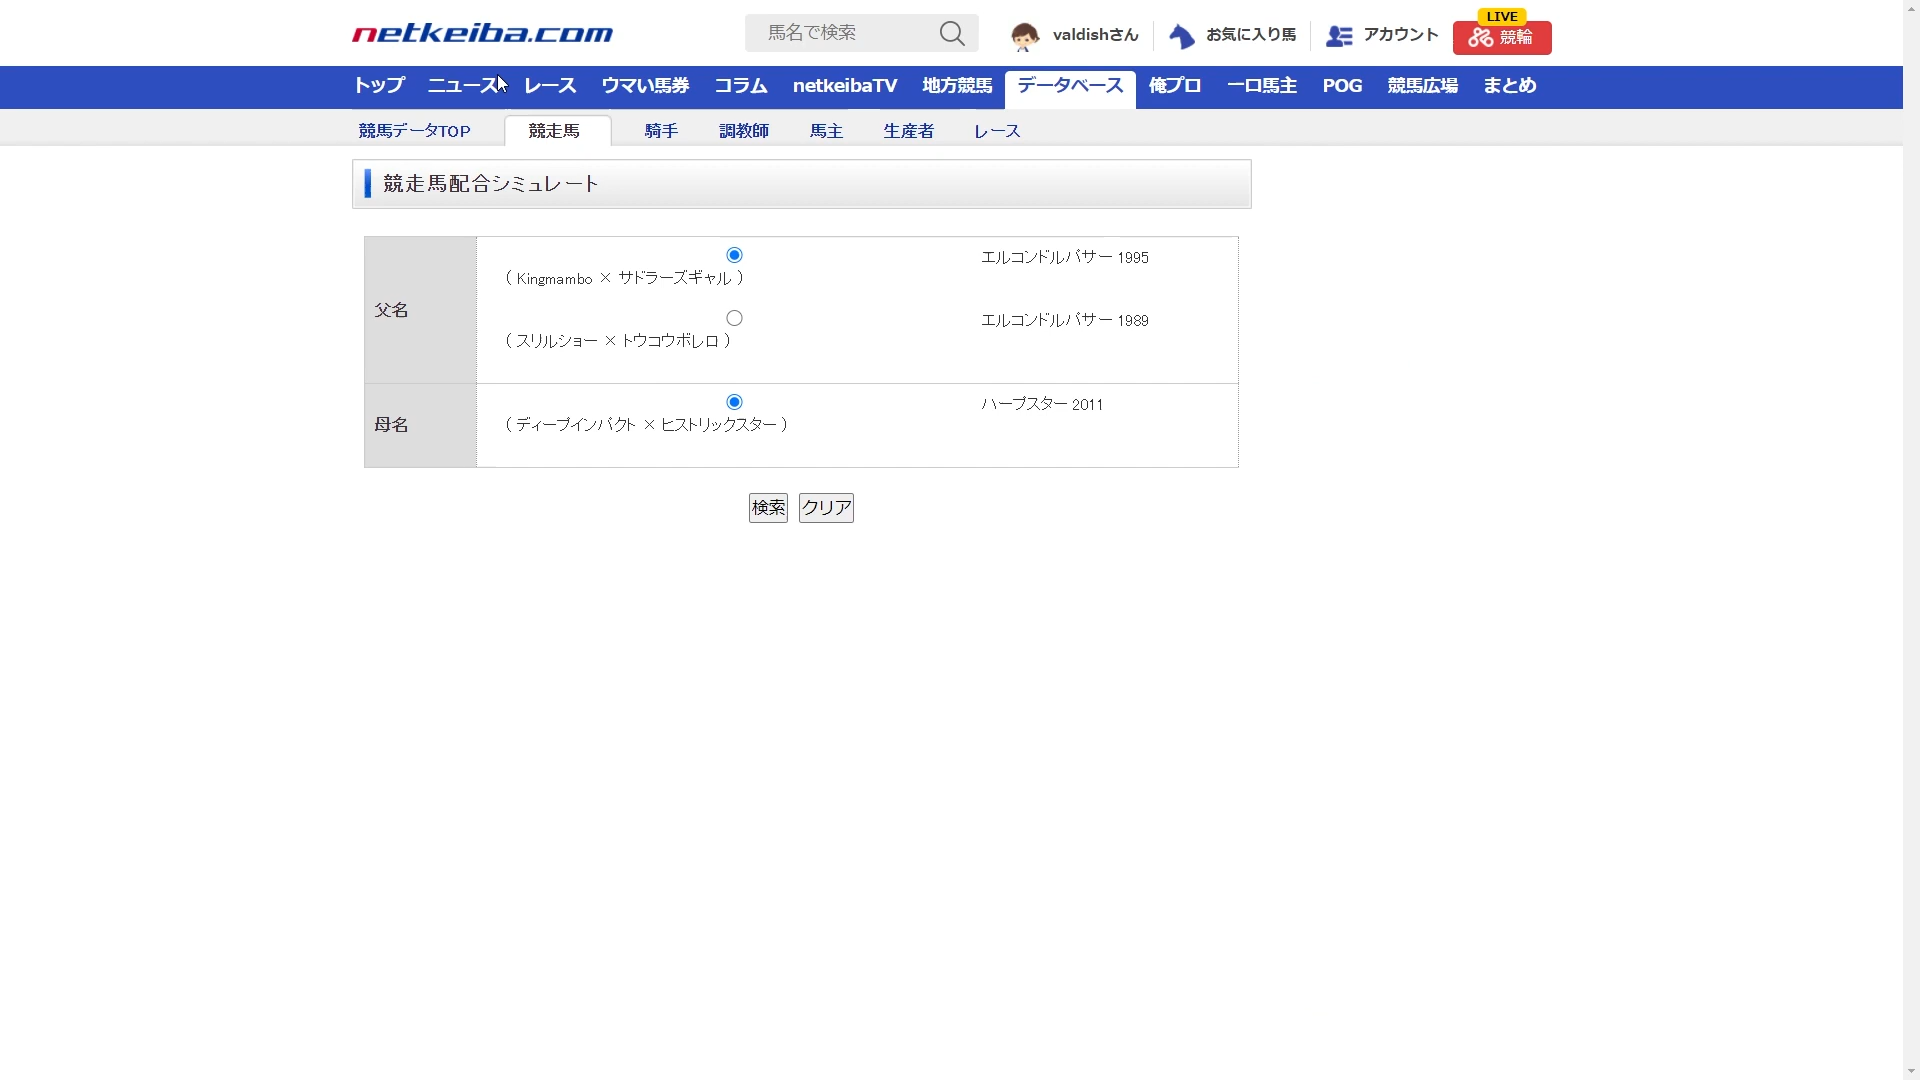 netkeiba.com
馬名で検索
valdishさん
お気に入り馬
アカウント
LIVE
競輪
トップ ニュース レース ウマい馬券 コラム netkeibaTV 地方競馬 データベース 俺プロ 一口馬主 POG 競馬広場 まとめ
競馬データTOP 競走馬 騎手 調教師 馬主 生産者 レース
競走馬配合シミュレート
父名
エルコンドルパサー 1995
( Kingmambo × サドラーズギャル )
エルコンドルパサー 1989
( スリルショー × トウコウボレロ )
母名
ハープスター 2011
( ディープインパクト × ヒストリックスター )
検索 クリア